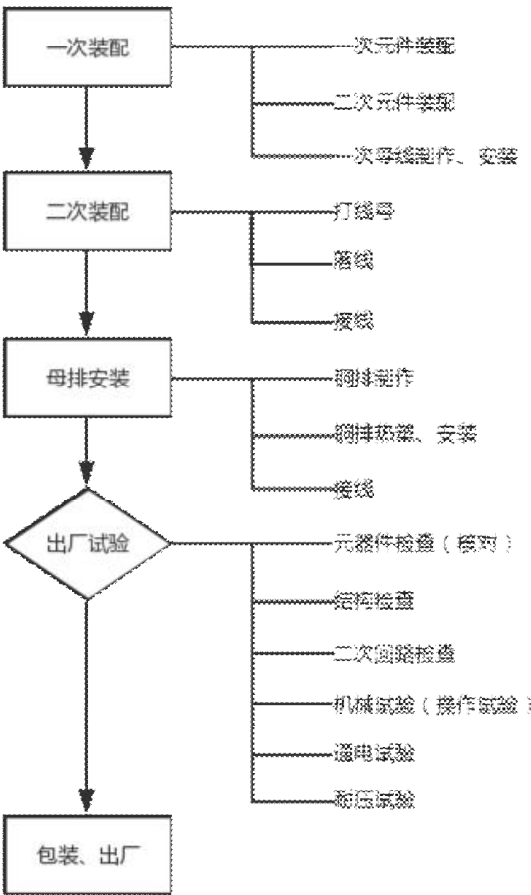 一次装配
一次元件装配
二次元件装配
一次导线制作、安装
二次装配
打线号
落线
接线
母排安装
铜排制作
铜排热塑、安装
接线
出厂试验
元器件检查(核对)
结构检查
二次回路检查
机械试验(操作试验)
通电试验
耐压试验
包装、出厂